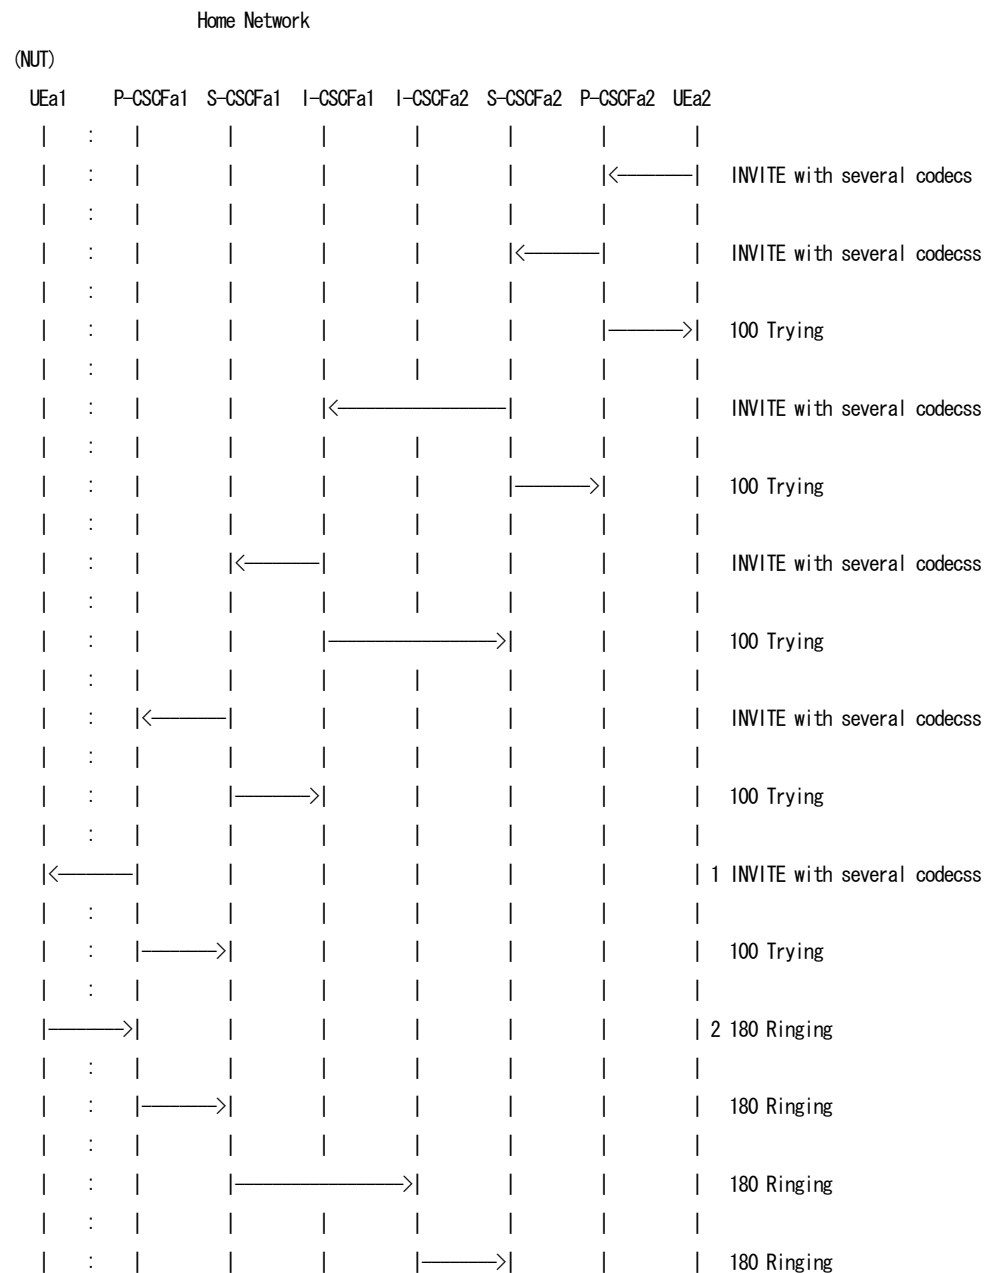 Home Network
(NUT)
UEa1 P-CSCFa1 S-CSCFa1 I-CSCFa1 I-CSCFa2 S-CSCFa2 P-CSCFa2 UEa2
INVITE with several codecs
INVITE with several codecss
100 Trying
INVITE with several codecss
100 Trying
INVITE with several codecss
100 Trying
INVITE with several codecss
100 Trying
1 INVITE with several codecss
100 Trying
2 180 Ringing
180 Ringing
180 Ringing
180 Ringing